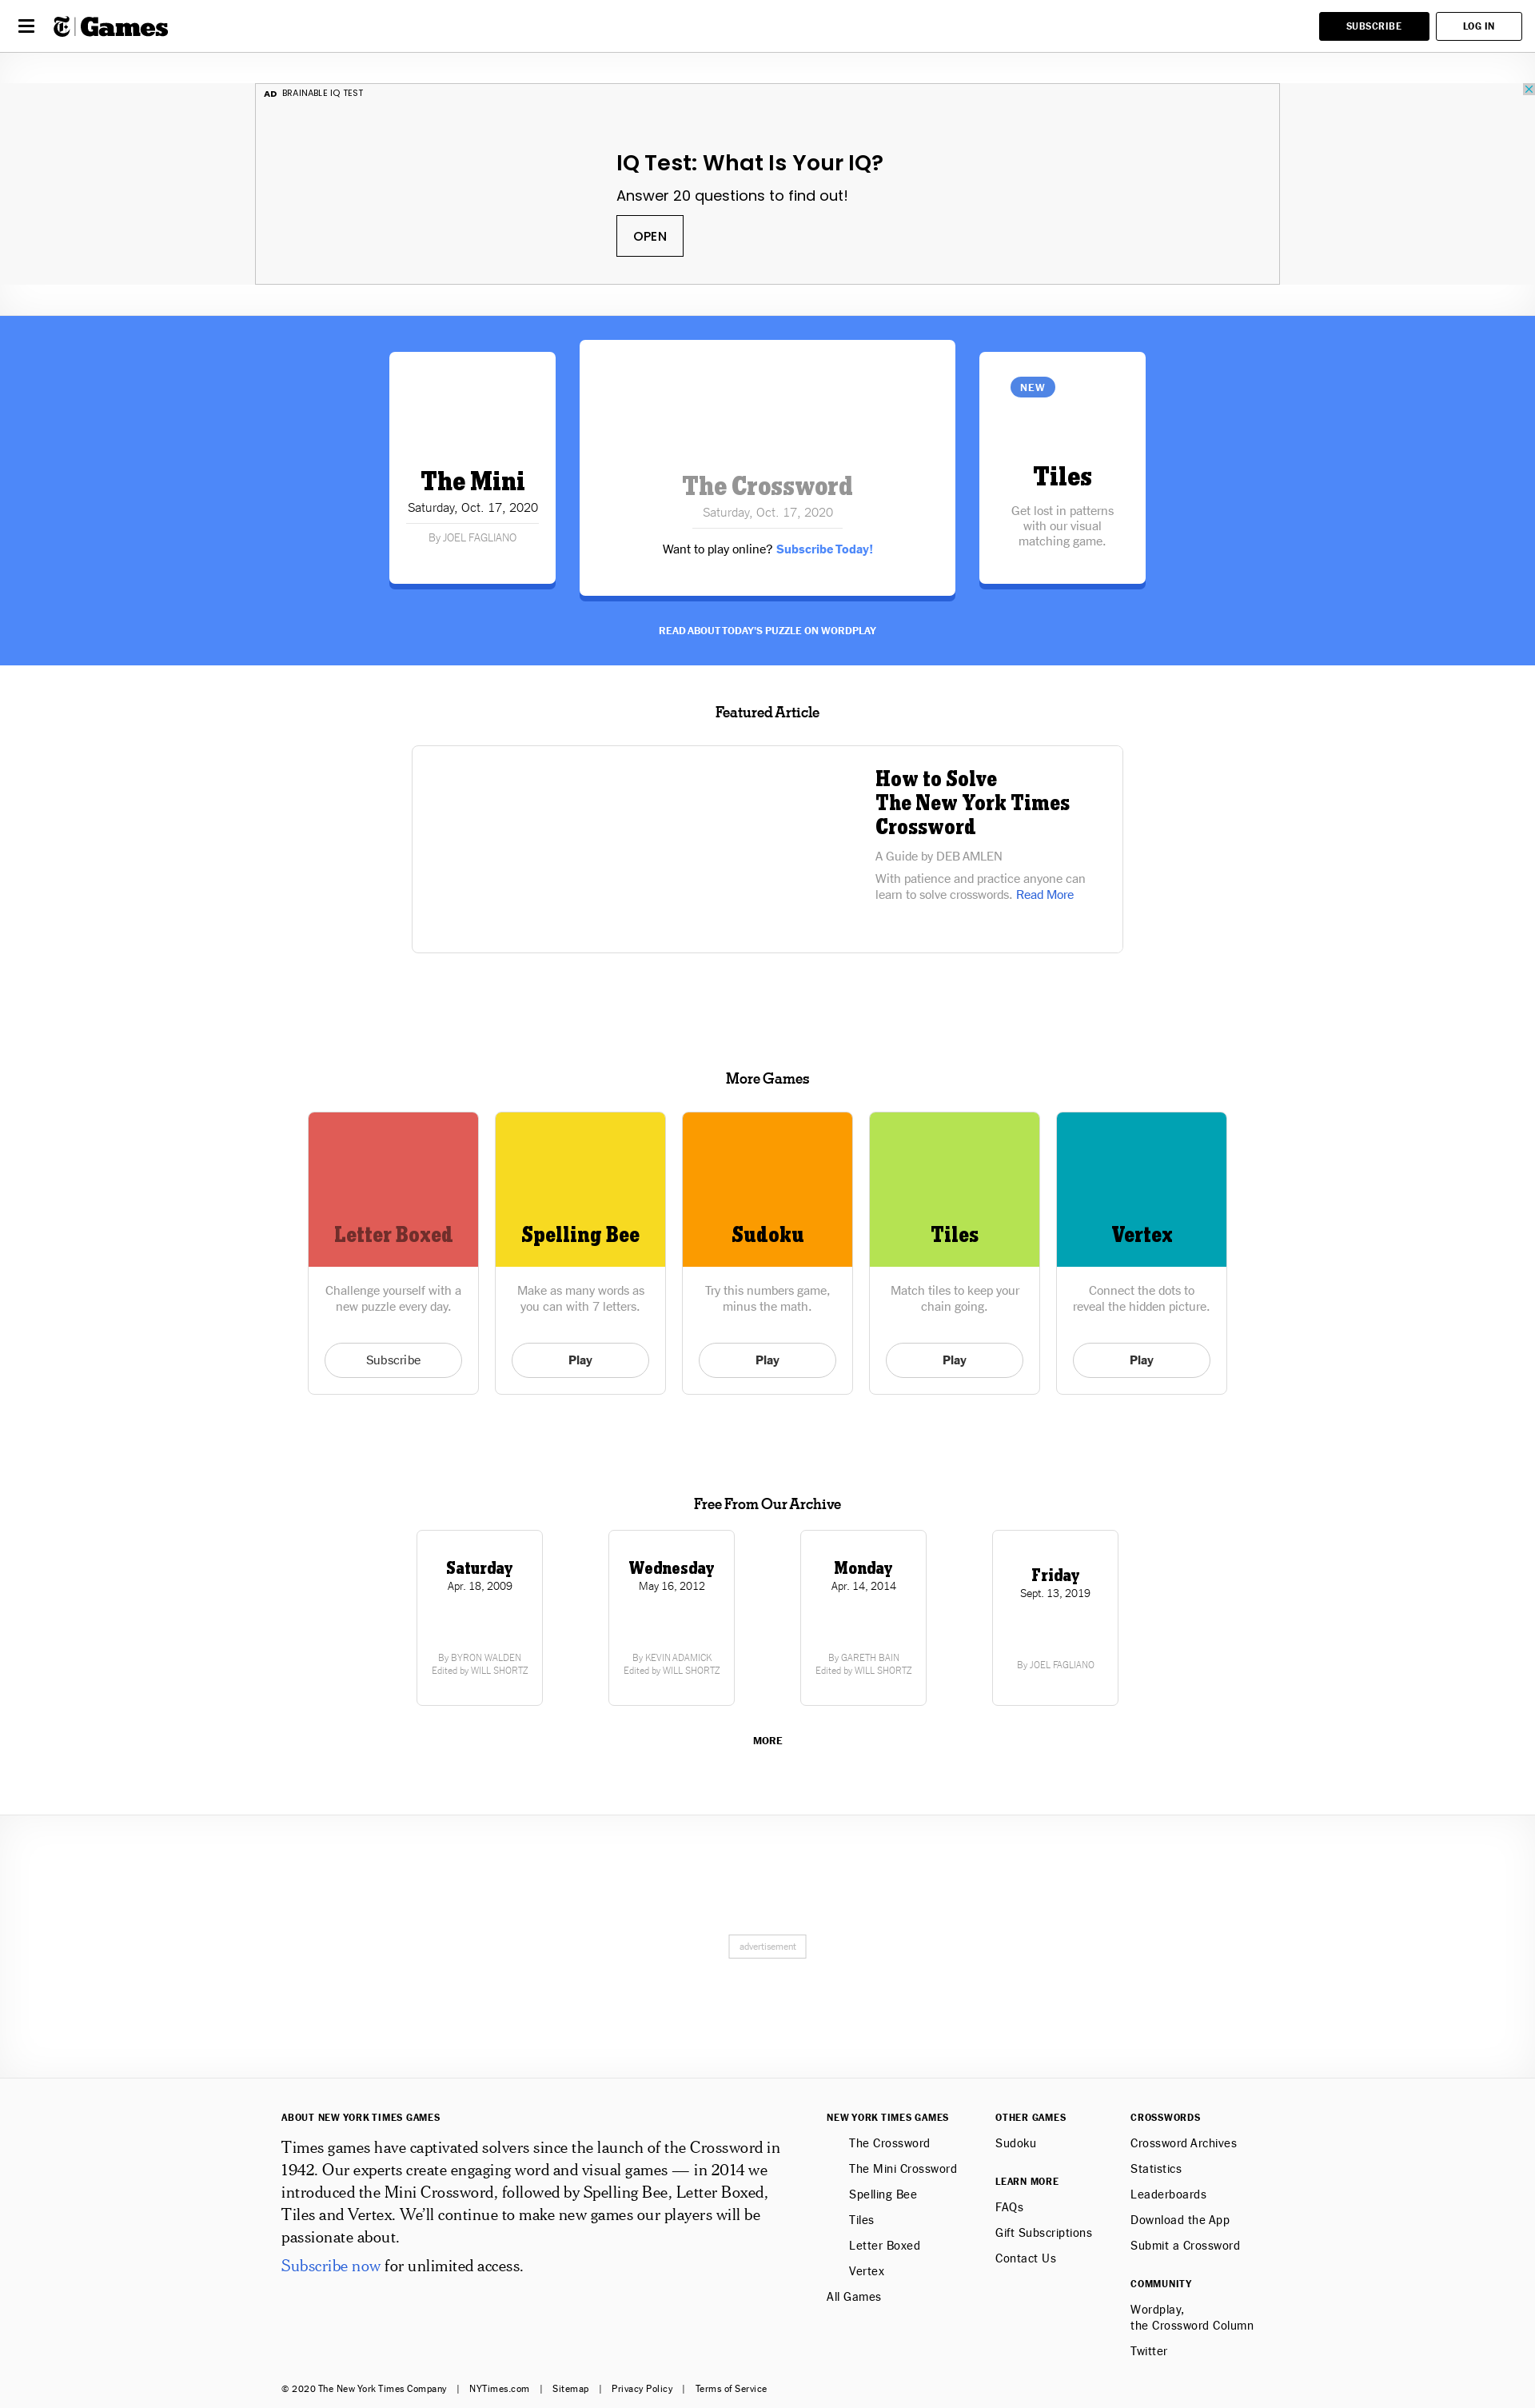 T Games
SUBSCRIBE
LOG IN
AD BRAINABLE IQ TEST
IQ Test: What Is Your IQ?
Answer 20 questions to find out!
OPEN
The Mini
Saturday, Oct. 17, 2020
By JOEL FAGLIANO
The Crossword
Saturday, Oct. 17, 2020
Want to play online? Subscribe Today!
NEW
Tiles
Get lost in patterns
with our visual
matching game.
READ ABOUT TODAY'S PUZZLE ON WORDPLAY
Featured Article
How to Solve
The New York Times
Crossword
A Guide by DEB AMLEN
With patience and practice anyone can
learn to solve crosswords. Read More
More Games
Letter Boxed
Challenge yourself with a
new puzzle every day.
Subscribe
Spelling Bee
Make as many words as
you can with 7 letters.
Play
Sudoku
Try this numbers game,
minus the math.
Play
Tiles
Match tiles to keep your
chain going.
Play
Vertex
Connect the dots to
reveal the hidden picture.
Play
Free From Our Archive
Saturday
Apr. 18, 2009
By BYRON WALDEN
Edited by WILL SHORTZ
Wednesday
May 16, 2012
By KEVIN ADAMICK
Edited by WILL SHORTZ
Monday
Apr. 14, 2014
By GARETH BAIN
Edited by WILL SHORTZ
Friday
Sept. 13, 2019
By JOEL FAGLIANO
MORE
advertisement
ABOUT NEW YORK TIMES GAMES
Times games have captivated solvers since the launch of the Crossword in
1942. Our experts create engaging word and visual games — in 2014 we
introduced the Mini Crossword, followed by Spelling Bee, Letter Boxed,
Tiles and Vertex. We’ll continue to make new games our players will be
passionate about.
Subscribe now for unlimited access.
NEW YORK TIMES GAMES
The Crossword
The Mini Crossword
Spelling Bee
Tiles
Letter Boxed
Vertex
All Games
OTHER GAMES
Sudoku
LEARN MORE
FAQs
Gift Subscriptions
Contact Us
CROSSWORDS
Crossword Archives
Statistics
Leaderboards
Download the App
Submit a Crossword
COMMUNITY
Wordplay,
the Crossword Column
Twitter
© 2020 The New York Times Company | NYTimes.com | Sitemap | Privacy Policy | Terms of Service